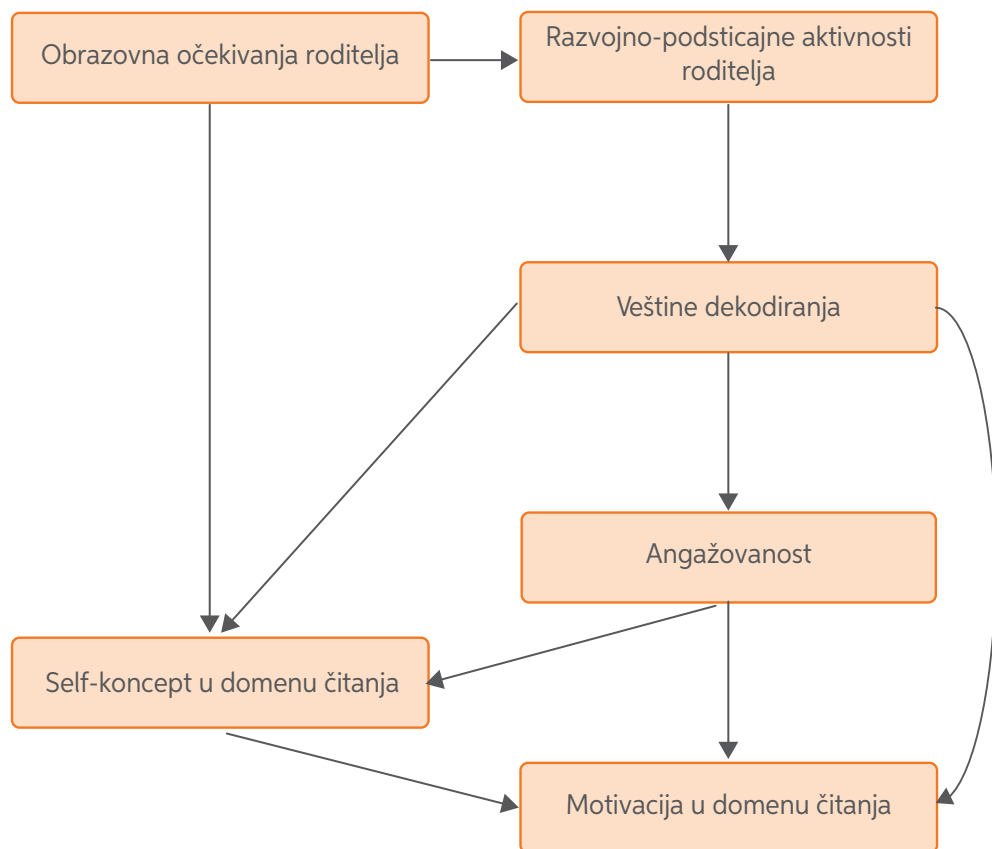 Obrazovna očekivanja roditelja
Razvojno-podsticajne aktivnosti
roditelja
Veštine dekodiranja
Angažovanost
Self-koncept u domenu čitanja
Motivacija u domenu čitanja